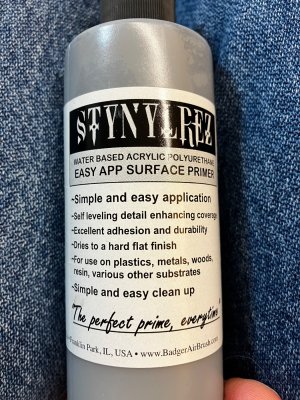 STYNYLREZ
WATER BASED ACRYLIC POLYURETHANE
EASY APP SURFACE PRIMER
•Simple and easy application
•Self leveling detail enhancing coverage
•Excellent adhesion and durability
•Dries to a hard flat finish
•For use on plastics, metals, woods,
resin, various other substrates
•Simple and easy clean up
"The perfect prime, everytime"
Franklin Park, IL, USA • www.BadgerAirBrush.com